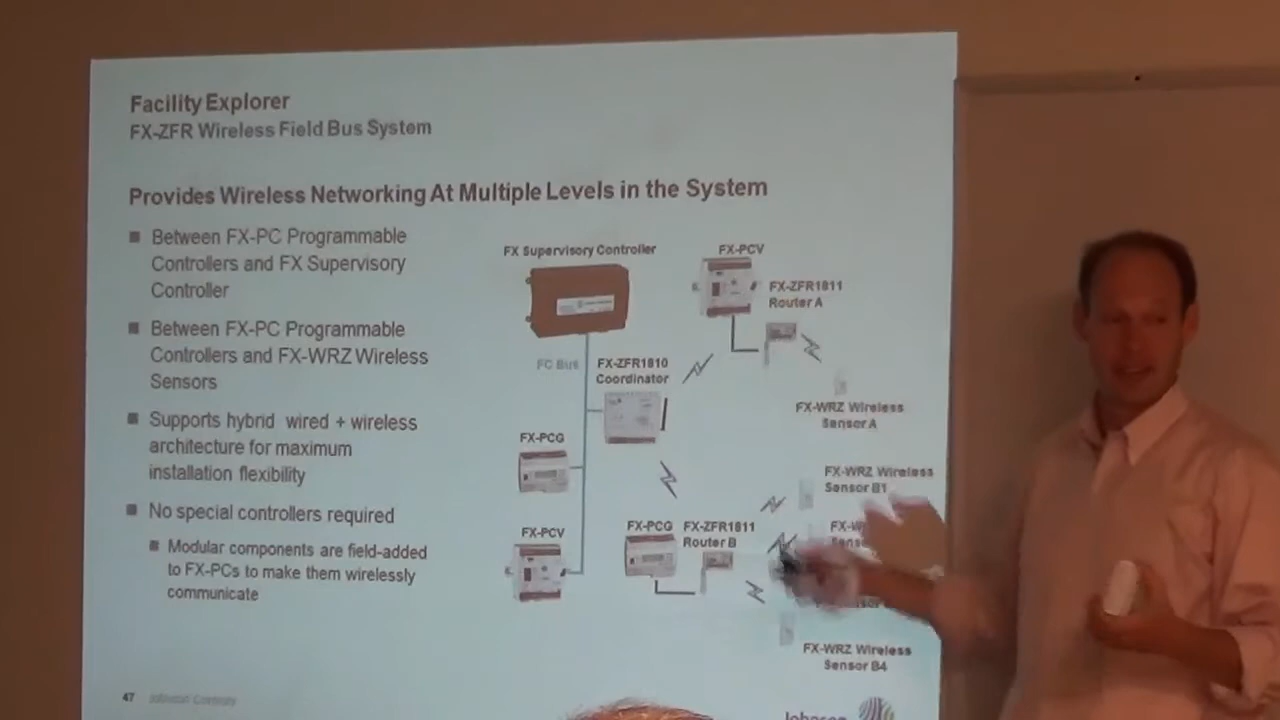 Facility Explorer
FX-ZFR Wireless Field Bus System
Provides Wireless Networking At Multiple Levels in the System
Between FX-PC Programmable
Controllers and FX Supervisory
Controller
Between FX-PC Programmable
Controllers and FX-WRZ Wireless
Sensors
Supports hybrid wired + wireless
architecture for maximum
installation flexibility
No special controllers required
Modular components are field-added
to FX-PCs to make them wirelessly
communicate
FX Supervisory Controller
FX-PCV
FX-ZFR1811
Router A
FC Bus
FX-ZFR1810
Coordinator
FX-WRZ Wireless
Sensor A
FX-PCG
FX-WRZ Wireless
Sensor B1
FX-PCV
FX-PCG
FX-ZFR1811
Router B
FX-WRZ Wireless
Sensor B4
47
Johnson Controls